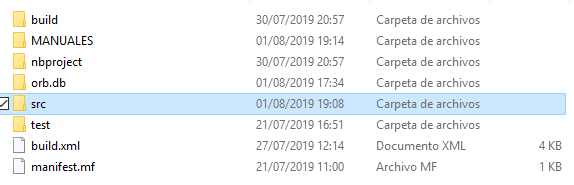 build 30/07/2019 20:57 Carpeta de archivos
MANUALES 01/08/2019 19:14 Carpeta de archivos
nbproject 30/07/2019 20:57 Carpeta de archivos
orb.db 01/08/2019 17:34 Carpeta de archivos
src 01/08/2019 19:08 Carpeta de archivos
test 21/07/2019 16:51 Carpeta de archivos
build.xml 27/07/2019 12:14 Documento XML 4 KB
manifest.mf 21/07/2019 11:00 Archivo MF 1 KB